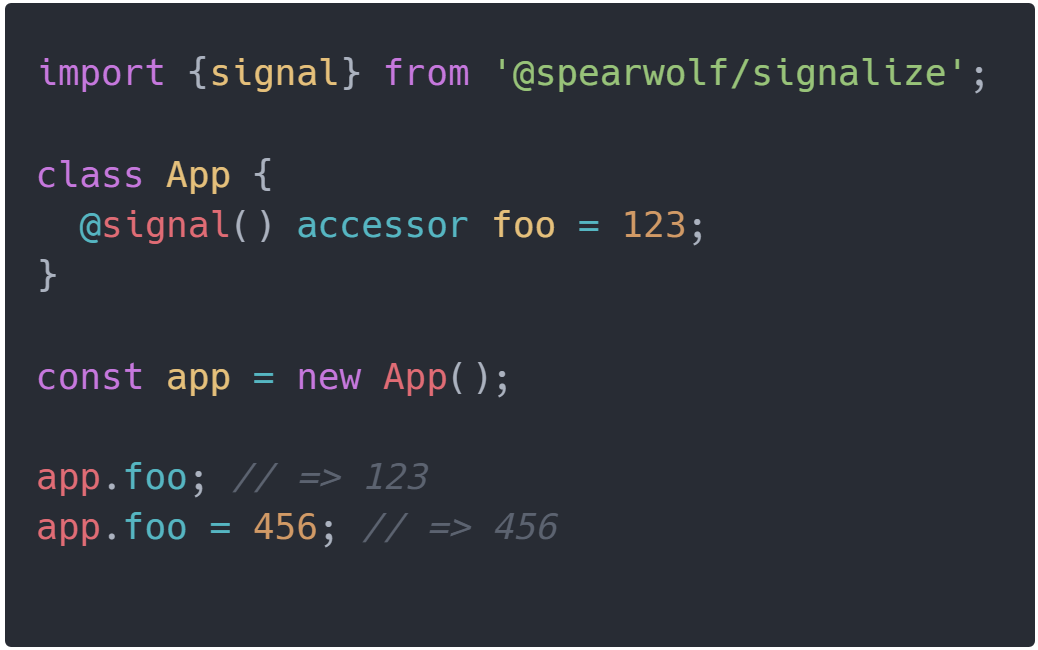 import {signal} from '@spearwolf/signalize';
class App {
  @signal() accessor foo = 123;
}
const app = new App();
app.foo; // => 123
app.foo = 456; // => 456